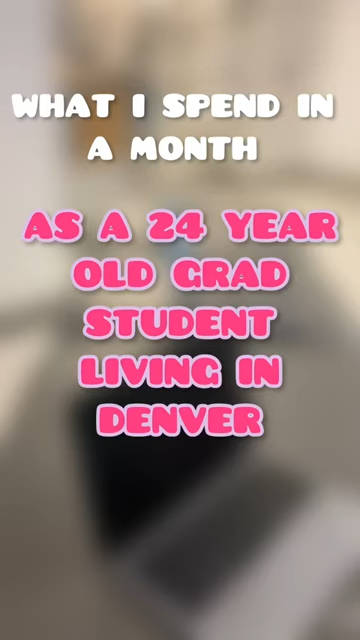 WHAT I SPEND IN
A MONTH
AS A 24 YEAR
OLD GRAD
STUDENT
LIVING IN
DENVER